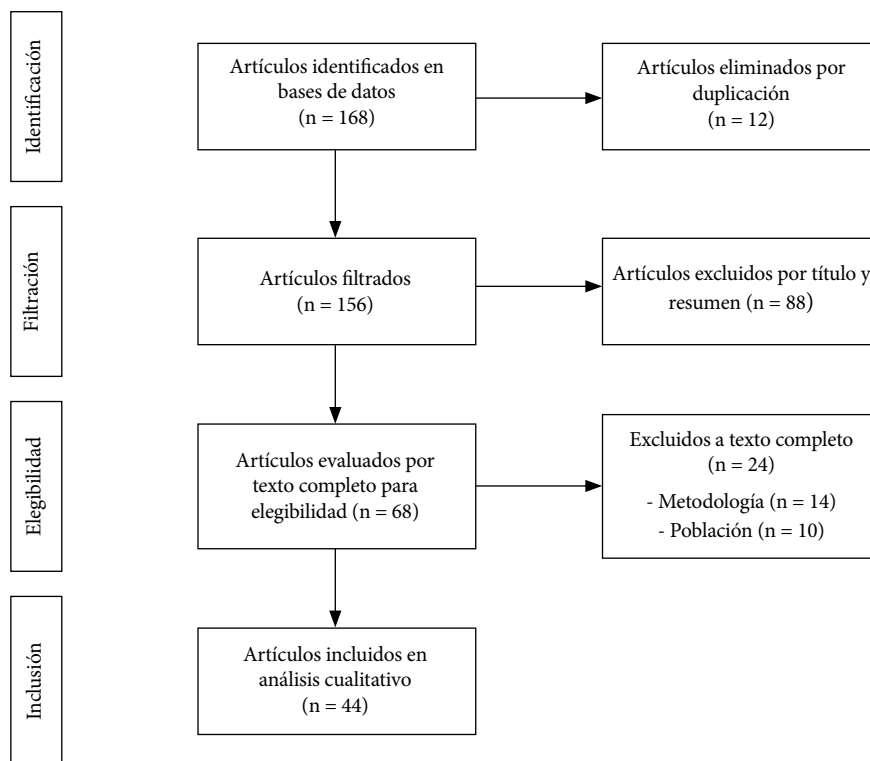 Identificación
Artículos identificados en
bases de datos
(n = 168)
Artículos eliminados por
duplicación
(n = 12)
Filtración
Artículos filtrados
(n = 156)
Artículos excluidos por título y
resumen (n = 88)
Elegibilidad
Artículos evaluados por
texto completo para
elegibilidad (n = 68)
Excluidos a texto completo
(n = 24)
- Metodología (n = 14)
- Población (n = 10)
Inclusión
Artículos incluidos en
análisis cualitativo
(n = 44)